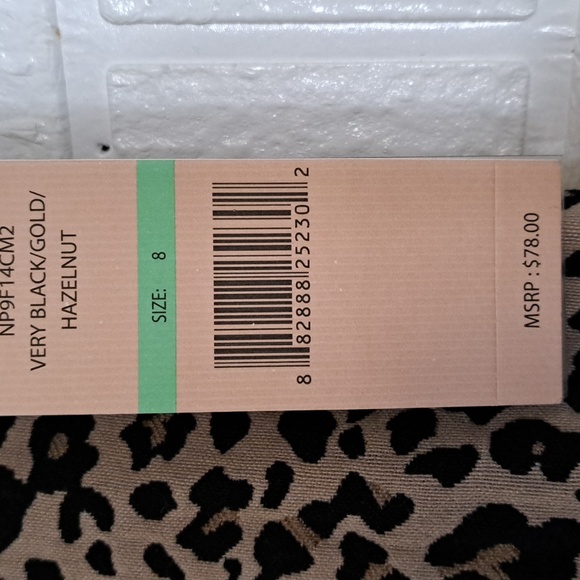 NP9F14CM2
VERY BLACK/GOLD/
HAZELNUT
SIZE: 8
8 82888 25230 2
MSRP : $78.00